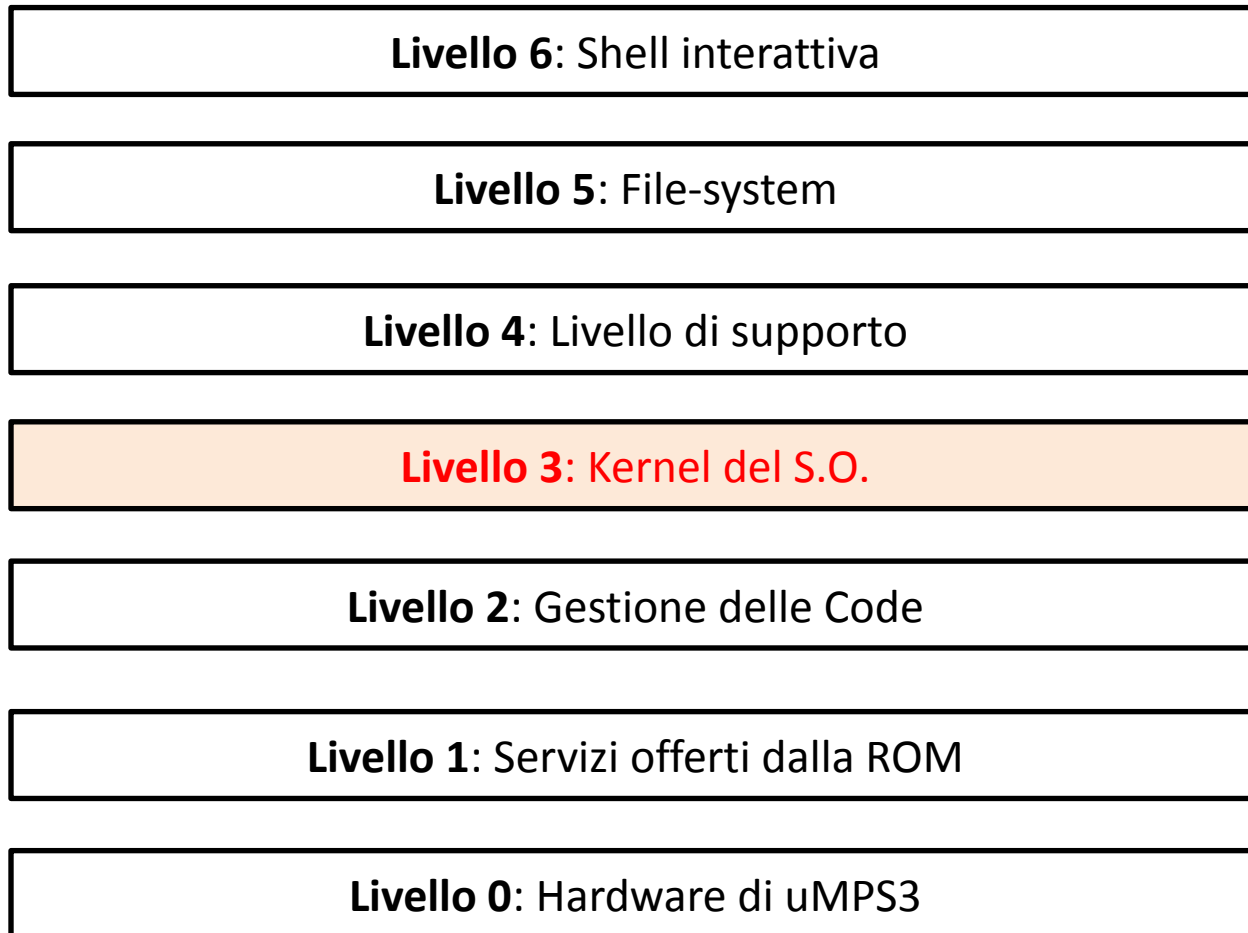 Livello 6: Shell interattiva
Livello 5: File-system
Livello 4: Livello di supporto
Livello 3: Kernel del S.O.
Livello 2: Gestione delle Code
Livello 1: Servizi offerti dalla ROM
Livello 0: Hardware di uMPS3